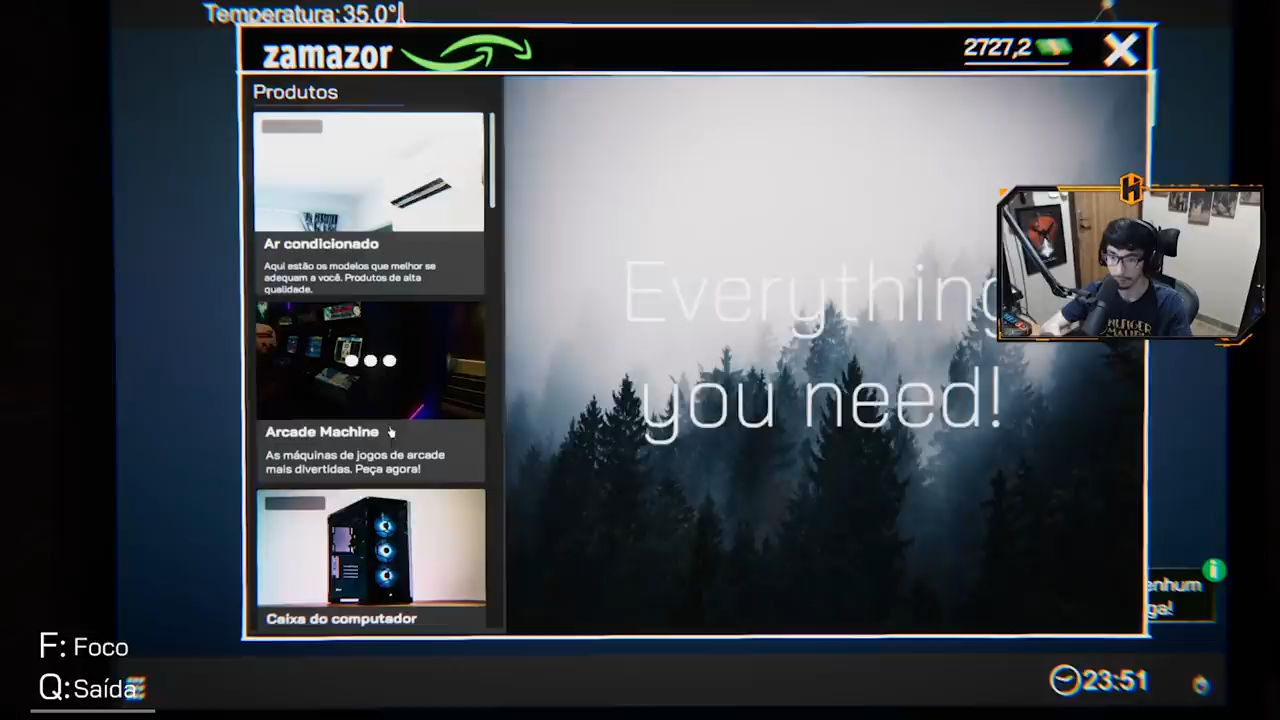 Temperatura:35.0°
zamazor
2727,2
Produtos
Ar condicionado
Aqui estão os modelos que melhor se
adequam a você. Produtos de alta
qualidade.
Arcade Machine
As máquinas de jogos de arcade
mais divertidas. Peça agora!
Caixa do computador
Everything
you need!
F: Foco
Q: Saída
23:51